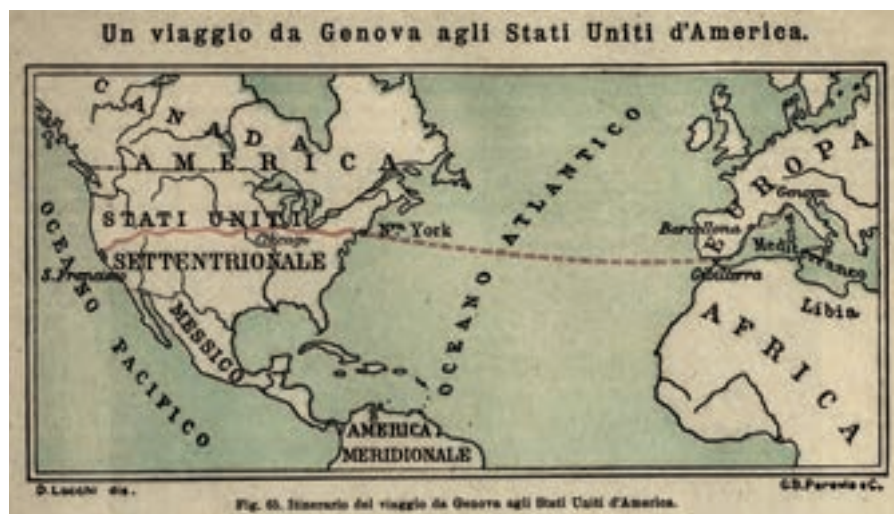 Un viaggio da Genova agli Stati Uniti d'America.
CANADA
AMERICA
EUROPA
Genova
STATI UNITI
Nᵂ York
Barcellona
Mediterraneo
Chicago
SETTENTRIONALE
S. Francisco
Gibilterra
OCEANO ATLANTICO
OCEANO PACIFICO
MESSICO
Libia
AFRICA
AMERICA
MERIDIONALE
D. Locchi dis.
G.B. Paravia e C.
Fig. 65. Itinerario del viaggio da Genova agli Stati Uniti d'America.